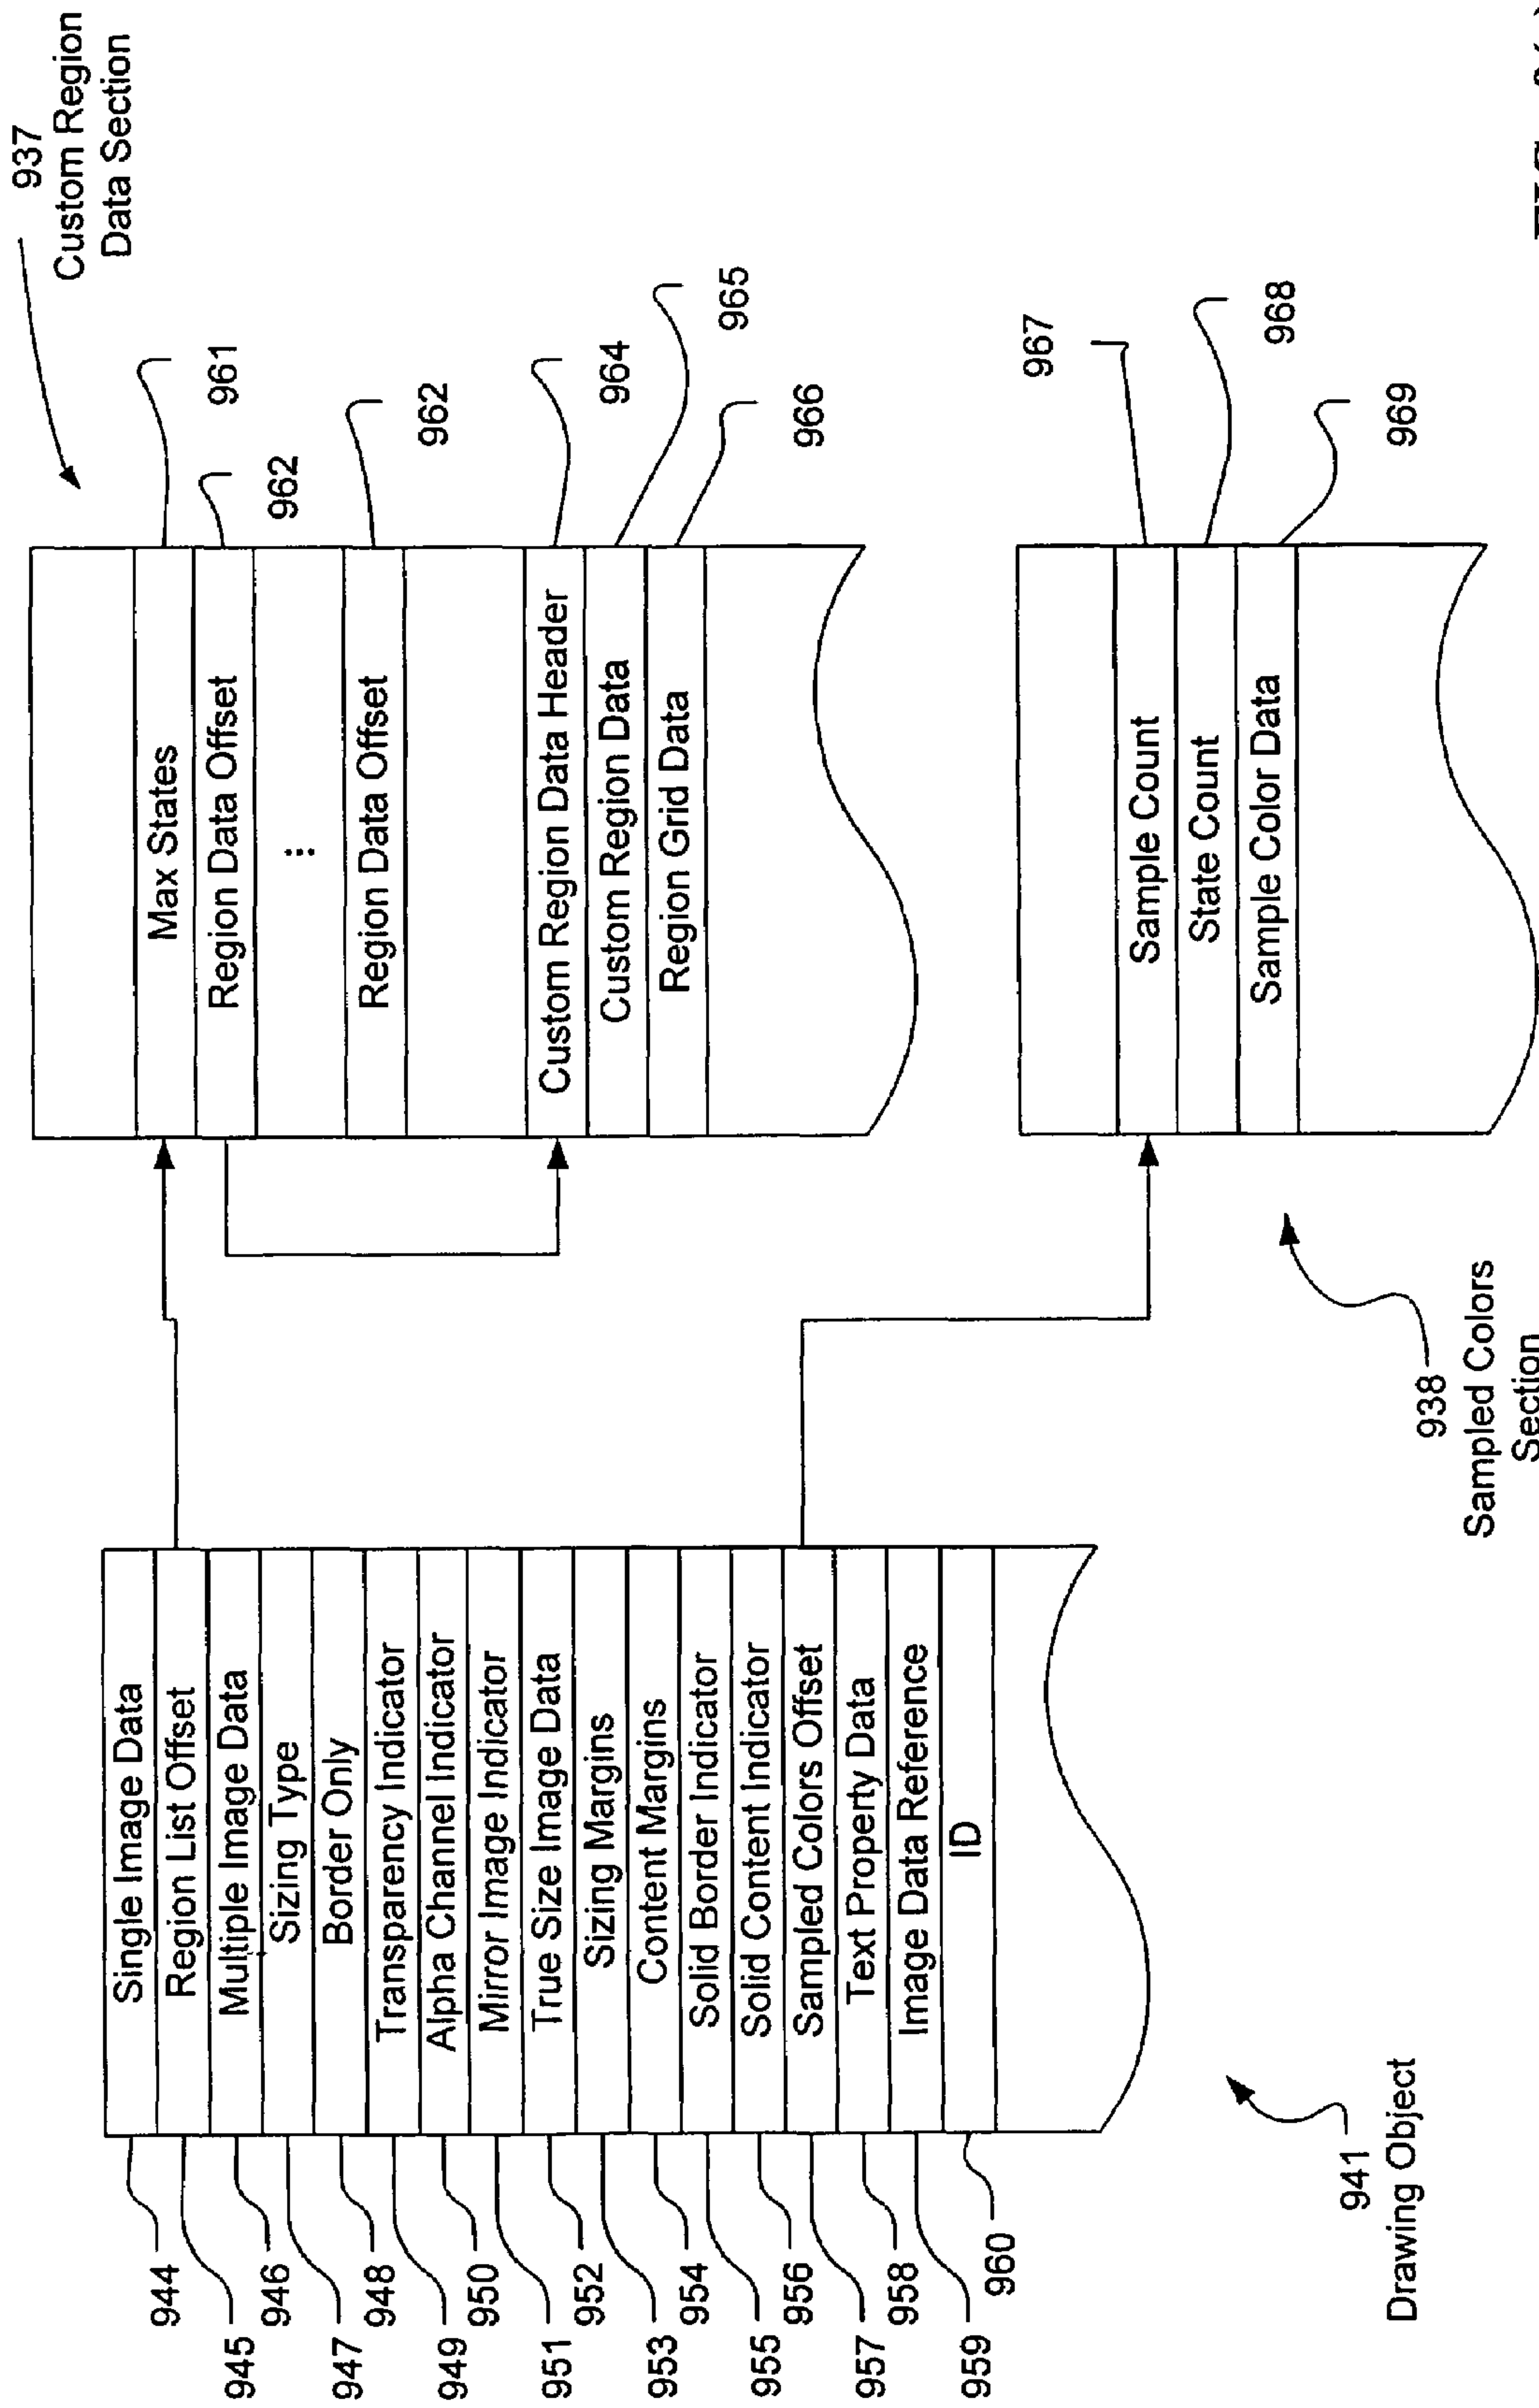 937
Custom Region
Data Section
Max States
Region Data Offset
⋮
Region Data Offset
Custom Region Data Header
Custom Region Data
Region Grid Data
961
962
962
964
965
966
Single Image Data
Region List Offset
Multiple Image Data
Sizing Type
Border Only
Transparency Indicator
Alpha Channel Indicator
Mirror Image Indicator
True Size Image Data
Sizing Margins
Content Margins
Solid Border Indicator
Solid Content Indicator
Sampled Colors Offset
Text Property Data
Image Data Reference
ID
944
945
946
947
948
949
950
951
952
953
954
955
956
957
958
959
960
941
Drawing Object
Sample Count
State Count
Sample Color Data
967
968
969
938
Sampled Colors
Section